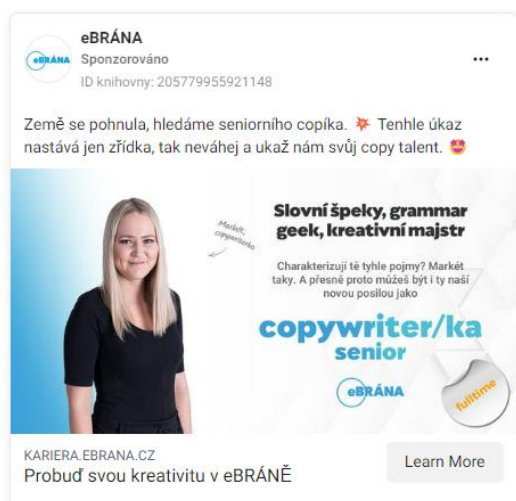 eBRÁNA
eBRÁNA
Sponzorováno
ID knihovny: 205779955921148
Země se pohnula, hledáme seniorního copíka. 💥 Tenhle úkaz
nastává jen zřídka, tak neváhej a ukaž nám svůj copy talent. 🤩
Markét,
copywriterka
Slovní špeky, grammar
geek, kreativní majstr
Charakterizují tě tyhle pojmy? Markét
taky. A přesně proto můžeš být i ty naší
novou posilou jako
copywriter/ka
senior
eBRÁNA
fulltime
KARIERA.EBRANA.CZ
Probuď svou kreativitu v eBRÁNĚ
Learn More